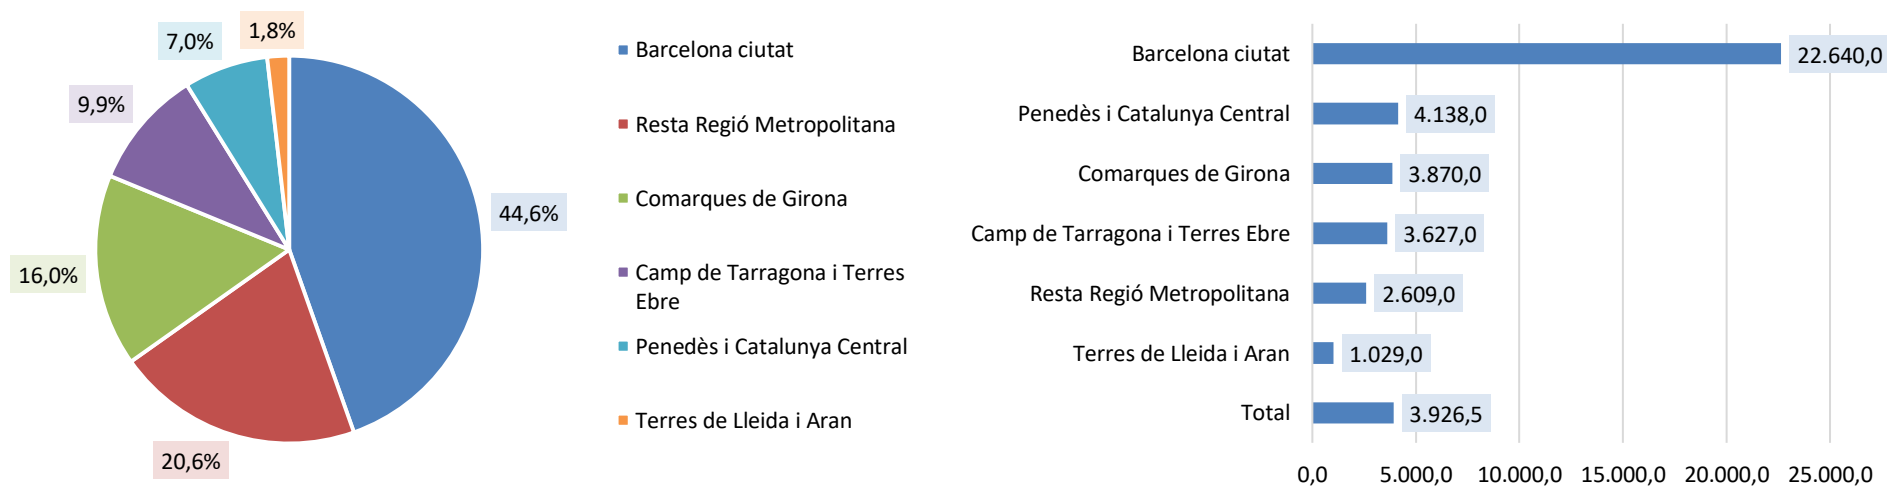 1,8%
7,0%
9,9%
16,0%
44,6%
20,6%
Barcelona ciutat
Resta Regió Metropolitana
Comarques de Girona
Camp de Tarragona i Terres
Ebre
Penedès i Catalunya Central
Terres de Lleida i Aran
Barcelona ciutat 22.640,0
Penedès i Catalunya Central 4.138,0
Comarques de Girona 3.870,0
Camp de Tarragona i Terres Ebre 3.627,0
Resta Regió Metropolitana 2.609,0
Terres de Lleida i Aran 1.029,0
Total 3.926,5
0,0 5.000,0 10.000,0 15.000,0 20.000,0 25.000,0